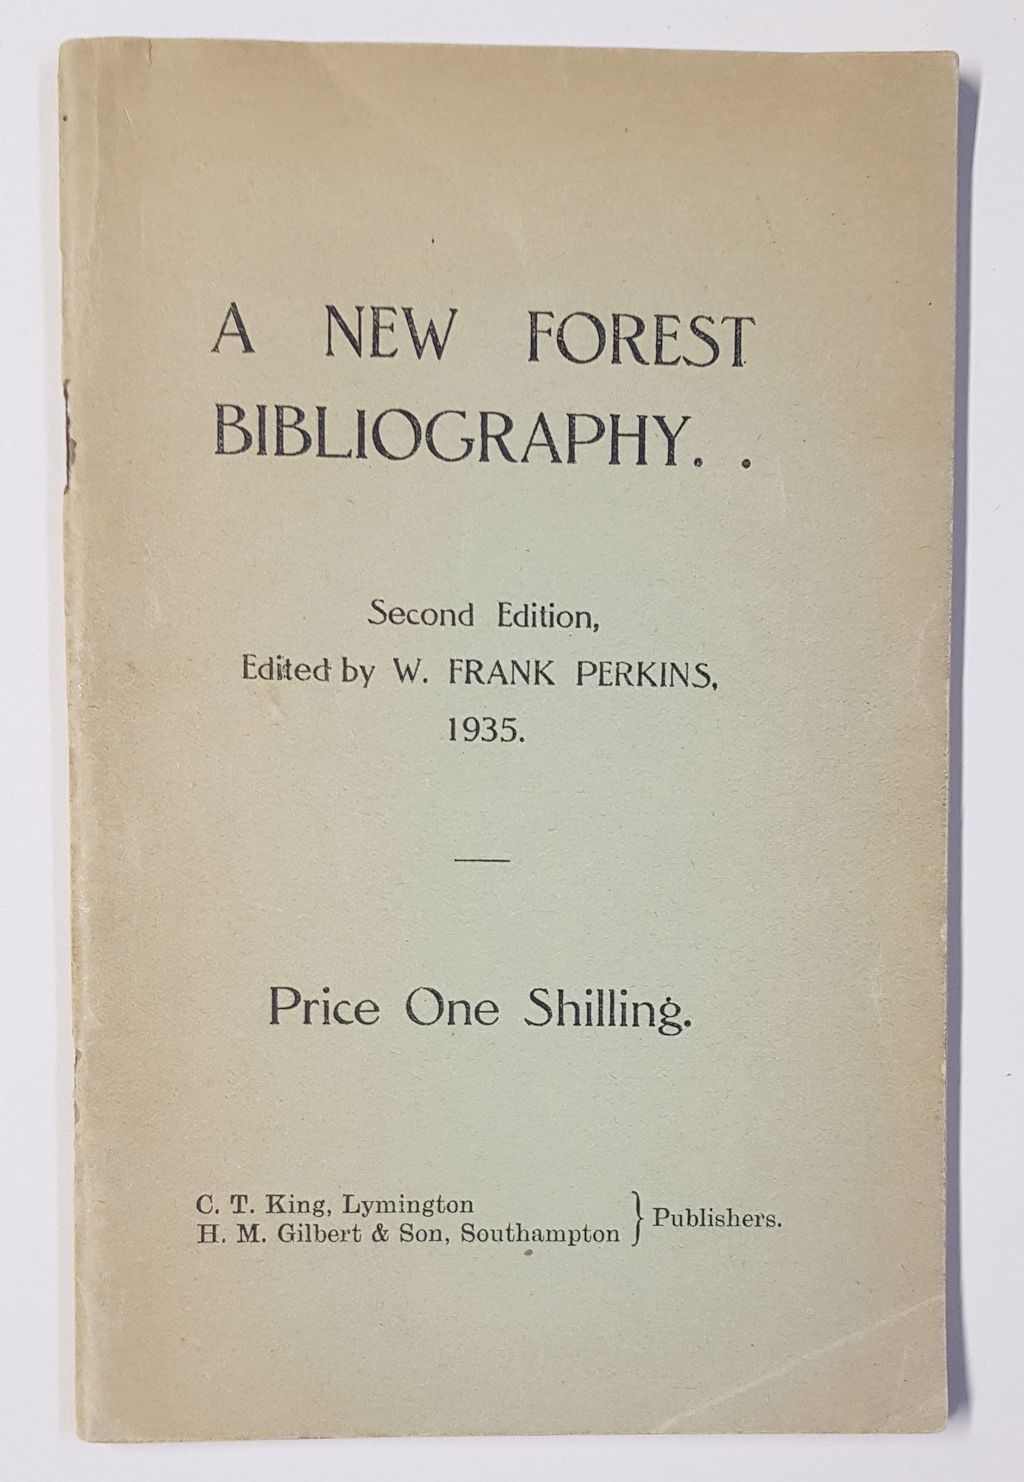 A NEW FOREST
BIBLIOGRAPHY. .
Second Edition,
Edited by W. FRANK PERKINS,
1935.
Price One Shilling.
C. T. King, Lymington
H. M. Gilbert & Son, Southampton } Publishers.